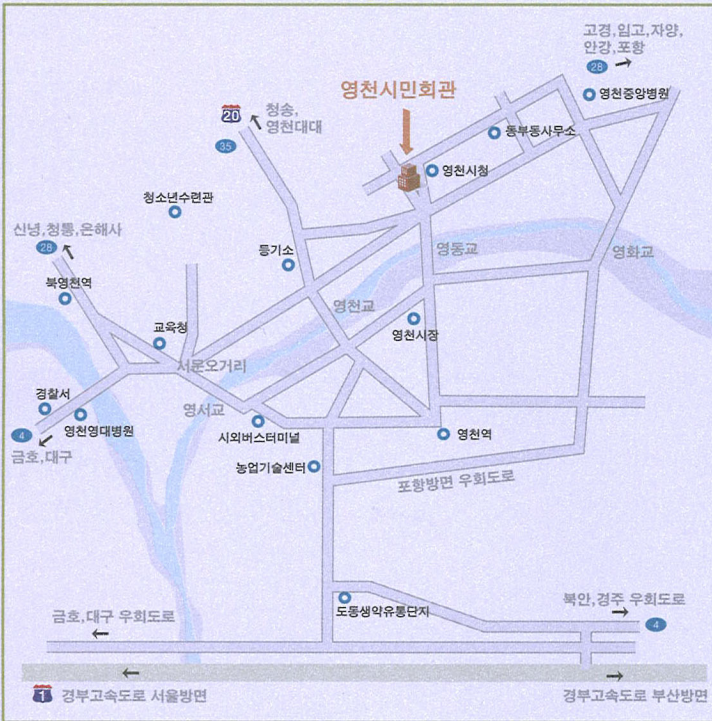 고경,임고,자양,
안강,포항
28
영천중앙병원
영천시민회관
20
청송,
영천대대
35
동부동사무소
영천시청
청소년수련관
신녕,청통,은해사
28
등기소
영동교
영화교
북영천역
영천교
교육청
영천시장
서문오거리
경찰서
영서교
4
영천영대병원
시외버스터미널
영천역
금호,대구
농업기술센터
포항방면 우회도로
도동생약유통단지
북안,경주 우회도로
금호,대구 우회도로
4
1
경부고속도로 서울방면
경부고속도로 부산방면